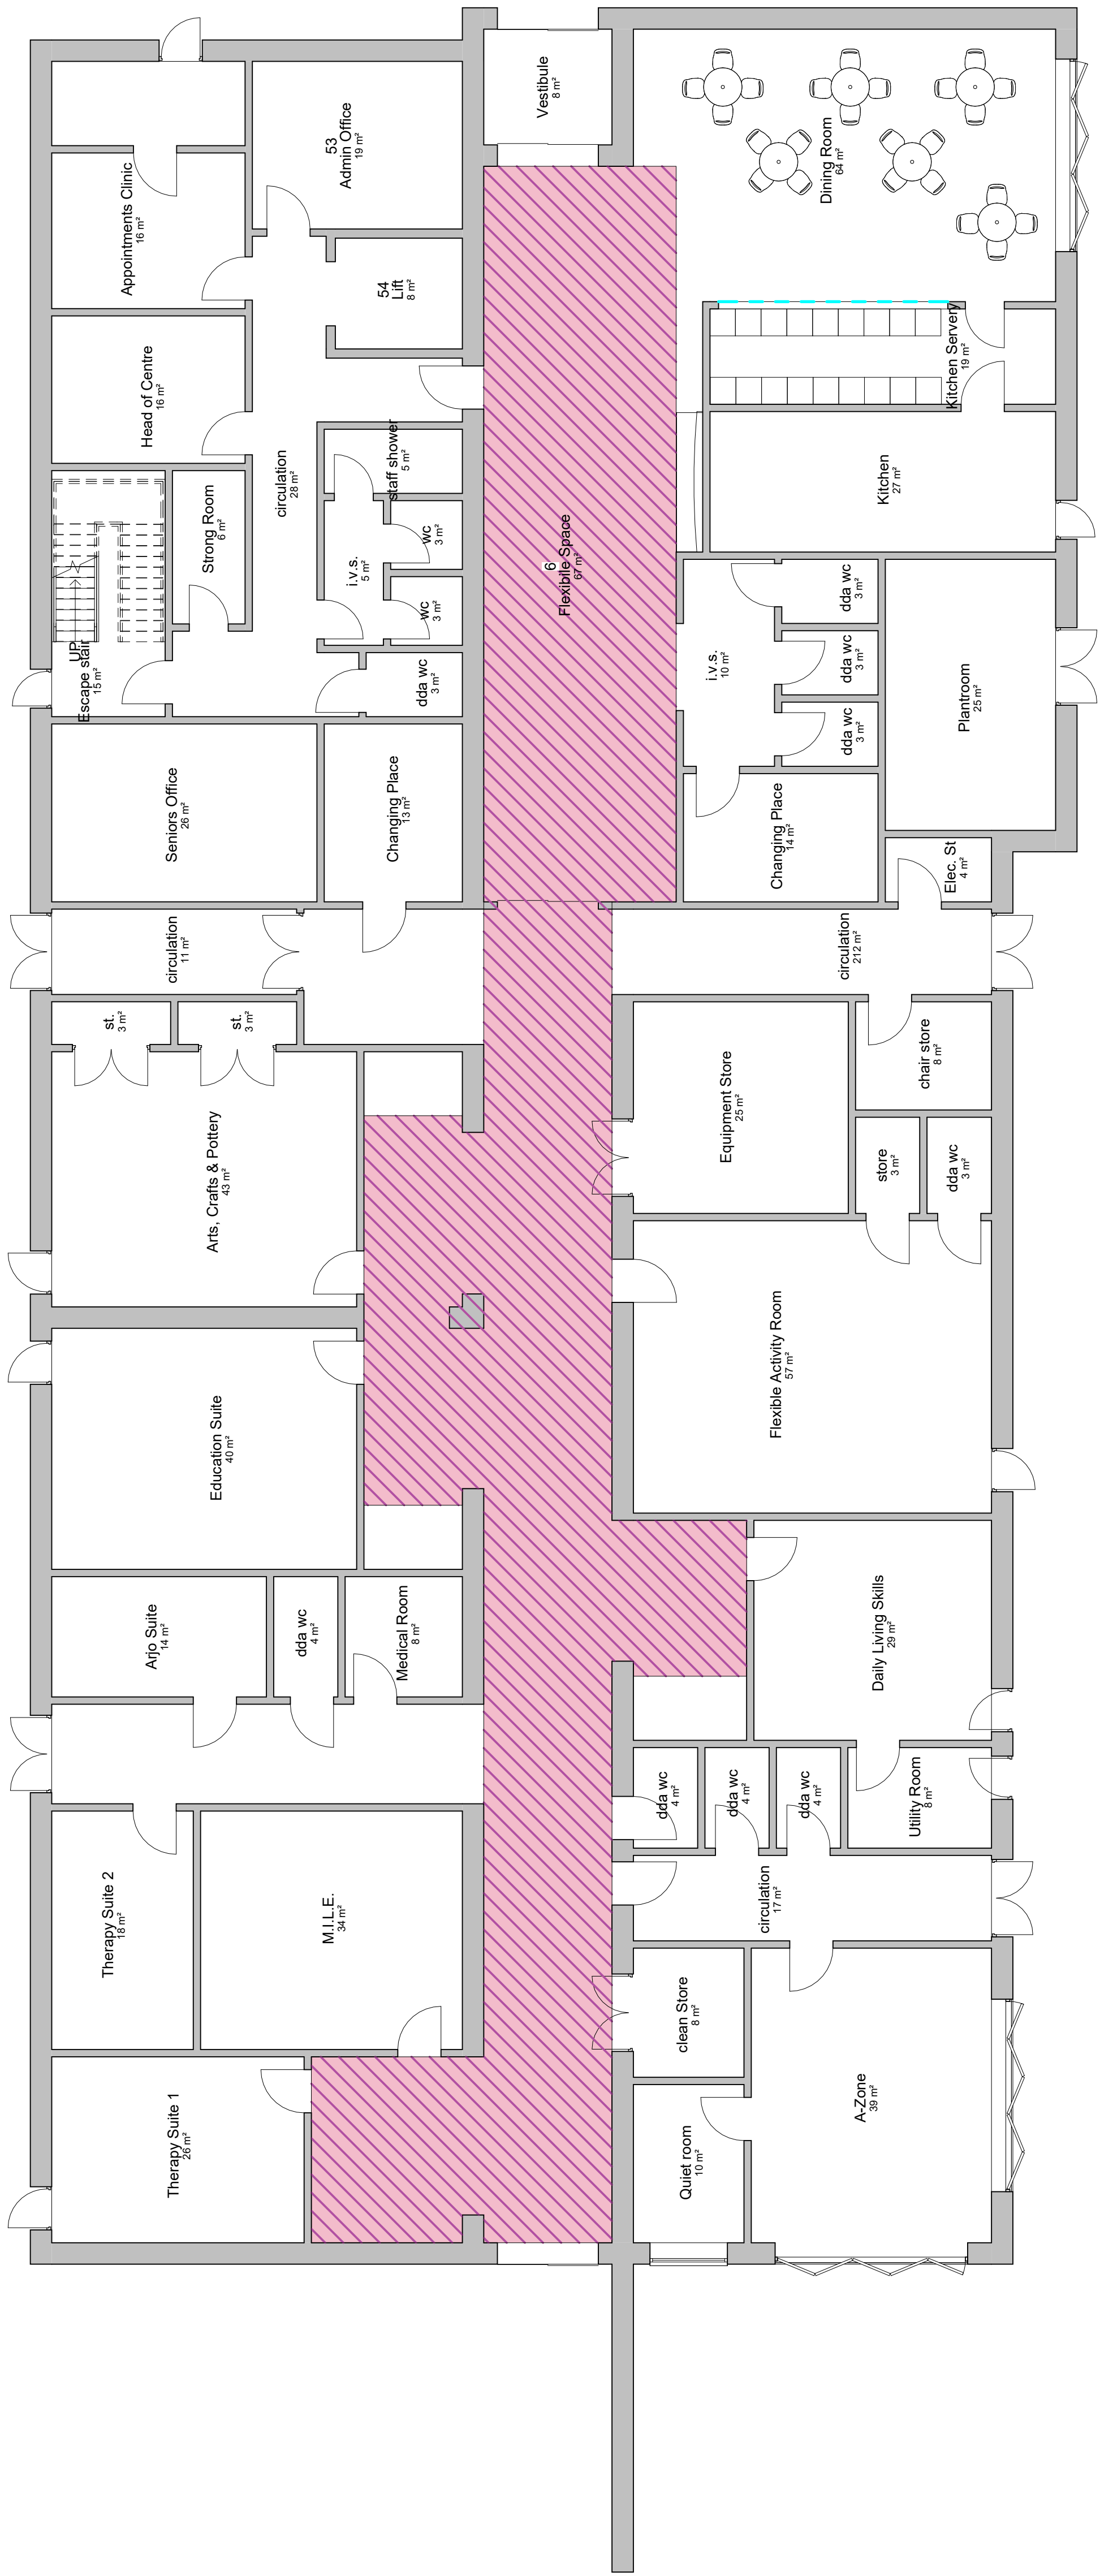 Vestibule
8 m²
53
Admin Office
19 m²
Appointments Clinic
16 m²
Dining Room
64 m²
54
Lift
8 m²
Head of Centre
16 m²
Kitchen Servery
19 m²
circulation
28 m²
staff shower
5 m²
Strong Room
6 m²
Kitchen
27 m²
wc
3 m²
i.v.s.
5 m²
wc
3 m²
6
Flexibile Space
67 m²
UP
Escape stair
15 m²
dda wc
3 m²
dda wc
3 m²
dda wc
3 m²
dda wc
3 m²
i.v.s.
10 m²
Plantroom
25 m²
Seniors Office
26 m²
Changing Place
13 m²
Changing Place
14 m²
Elec. St
4 m²
circulation
11 m²
circulation
212 m²
st.
3 m²
st.
3 m²
Equipment Store
25 m²
chair store
8 m²
Arts, Crafts & Pottery
43 m²
store
3 m²
dda wc
3 m²
Flexible Activity Room
57 m²
Education Suite
40 m²
Arjo Suite
14 m²
dda wc
4 m²
Medical Room
8 m²
Daily Living Skills
29 m²
dda wc
4 m²
dda wc
4 m²
dda wc
4 m²
Utility Room
8 m²
Therapy Suite 2
18 m²
M.I.L.E.
34 m²
circulation
17 m²
clean Store
8 m²
Therapy Suite 1
26 m²
Quiet room
10 m²
A-Zone
39 m²